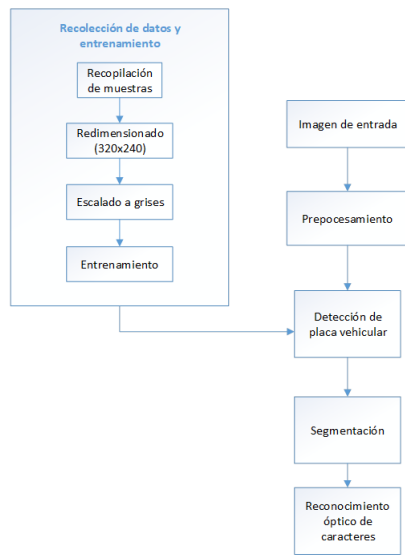 Recolección de datos y
entrenamiento
Recopilación
de muestras
Redimensionado
(320x240)
Escalado a grises
Entrenamiento
Imagen de entrada
Prepocesamiento
Detección de
placa vehicular
Segmentación
Reconocimiento
óptico de
caracteres